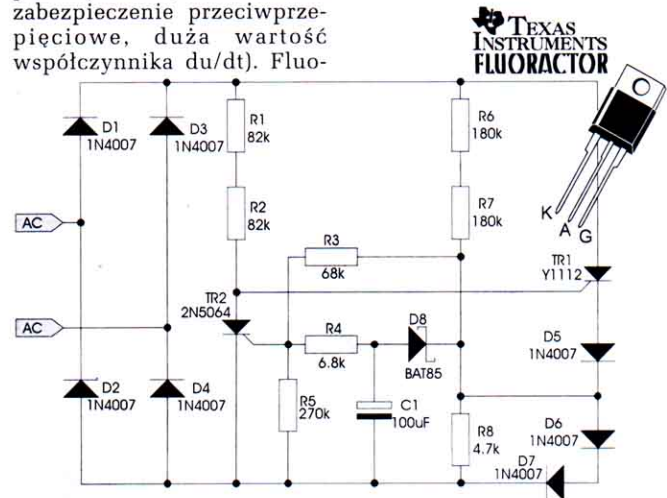 zabezpieczenie przeciwprze-
pięciowe, duża wartość
współczynnika du/dt). Fluo-
TEXAS
INSTRUMENTS
FLUORACTOR
D1
1N4007
D3
1N4007
R1
82k
R6
180k
R2
82k
R7
180k
K
A
G
AC
R3
68k
TR1
Y1112
TR2
2N5064
AC
R4
6.8k
D8
BAT85
D5
1N4007
D2
1N4007
D4
1N4007
R5
270k
C1
100uF
R8
4.7k
D6
1N4007
D7
1N4007